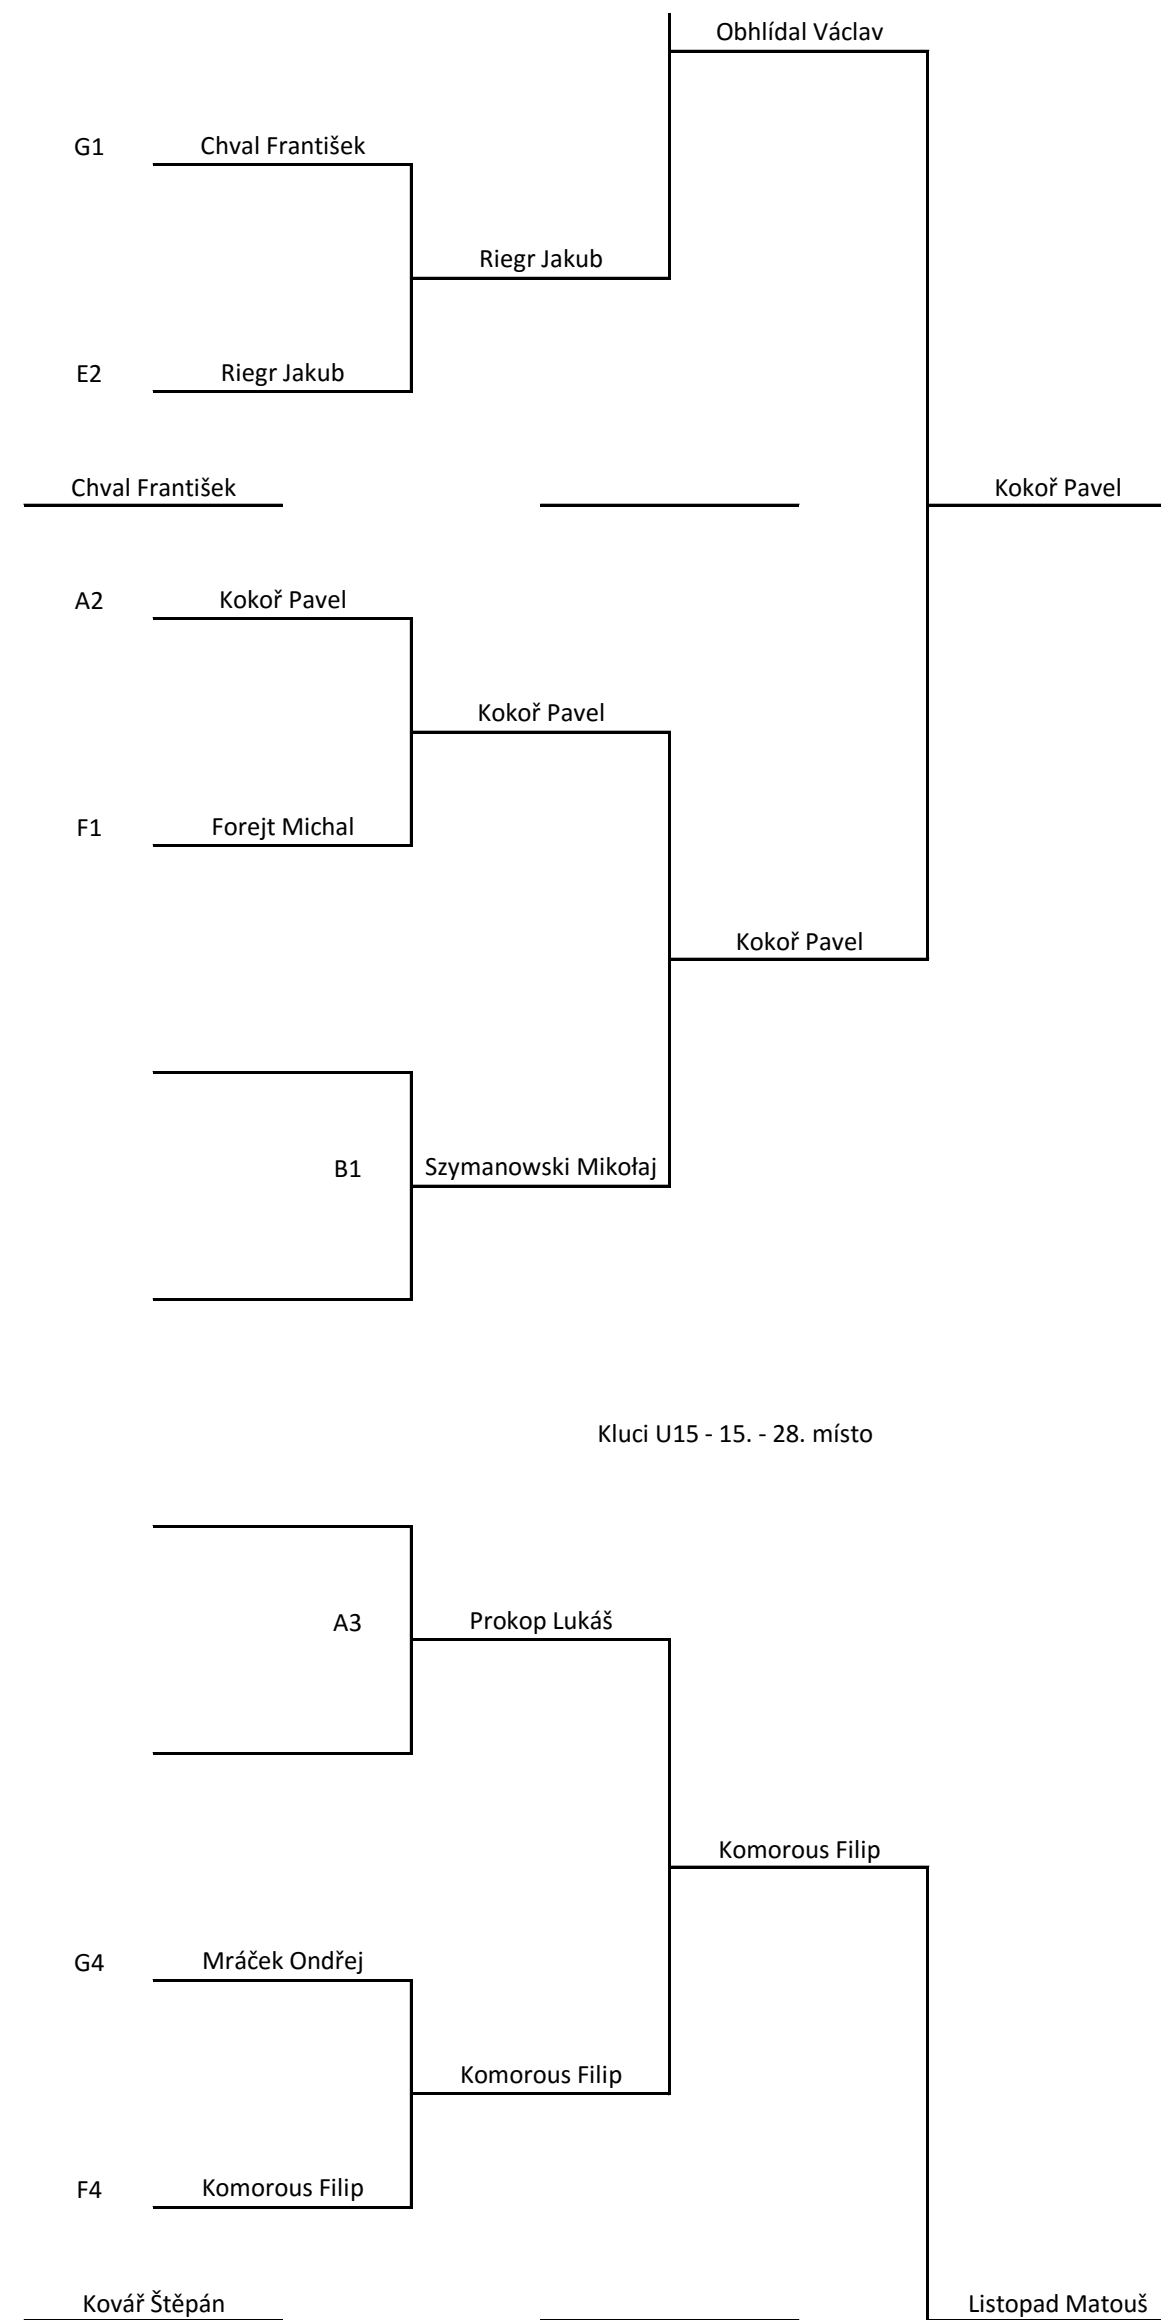 Obhlídal Václav
G1 Chval František
Riegr Jakub
E2 Riegr Jakub
Chval František Kokoř Pavel
A2 Kokoř Pavel
Kokoř Pavel
F1 Forejt Michal
Kokoř Pavel
B1 Szymanowski Mikołaj
Kluci U15 - 15. - 28. místo
A3 Prokop Lukáš
Komorous Filip
G4 Mráček Ondřej
Komorous Filip
F4 Komorous Filip
Kovář Štěpán Listopad Matouš